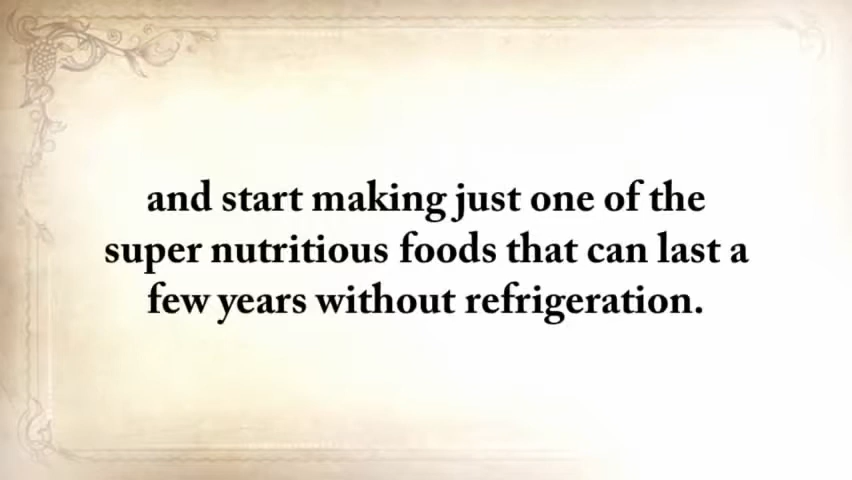 and start making just one of the
super nutritious foods that can last a
few years without refrigeration.